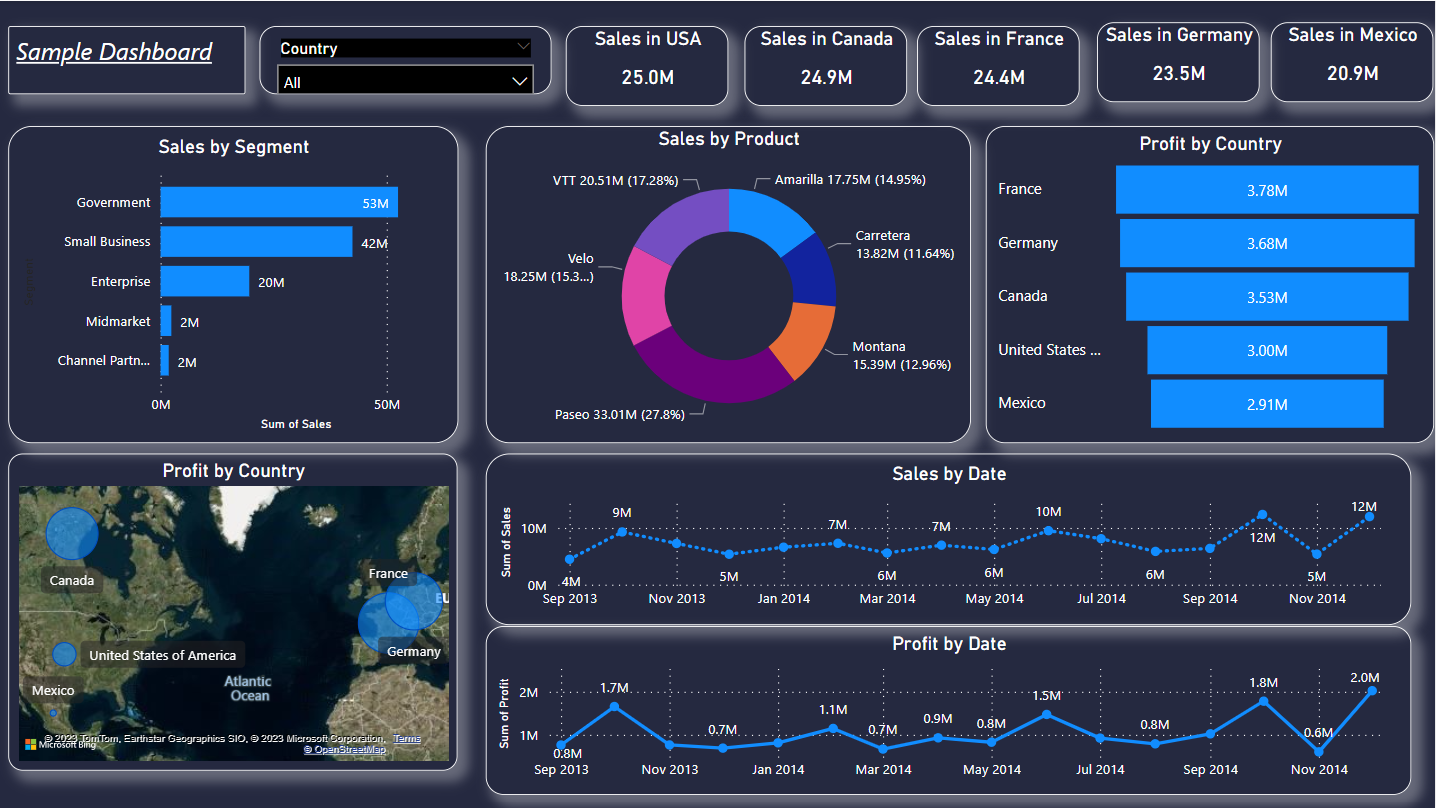 Sample Dashboard
Country
All
Sales in USA
25.0M
Sales in Canada
24.9M
Sales in France
24.4M
Sales in Germany
23.5M
Sales in Mexico
20.9M
Sales by Segment
Government
53M
Small Business
42M
Enterprise
20M
Midmarket
2M
Channel Partn...
2M
0M
50M
Sum of Sales
Sales by Product
VTT 20.51M (17.28%)
Amarilla 17.75M (14.95%)
Carretera
13.82M (11.64%)
Velo
18.25M (15.3...)
Montana
15.39M (12.96%)
Paseo 33.01M (27.8%)
Profit by Country
France
3.78M
Germany
3.68M
Canada
3.53M
United States ...
3.00M
Mexico
2.91M
Profit by Country
Canada
France
EU
Germany
United States of America
Mexico
Atlantic
Ocean
Microsoft Bing
© 2023 TomTom, Earthstar Geographics SIO, © 2023 Microsoft Corporation, Terms
© OpenStreetMap
Sales by Date
Sum of Sales
10M
0M
4M
9M
5M
7M
6M
7M
6M
10M
6M
12M
5M
12M
Sep 2013
Nov 2013
Jan 2014
Mar 2014
May 2014
Jul 2014
Sep 2014
Nov 2014
Profit by Date
Sum of Profit
2M
1M
0.8M
1.7M
0.7M
1.1M
0.7M
0.9M
0.8M
1.5M
0.8M
1.8M
0.6M
2.0M
Sep 2013
Nov 2013
Jan 2014
Mar 2014
May 2014
Jul 2014
Sep 2014
Nov 2014